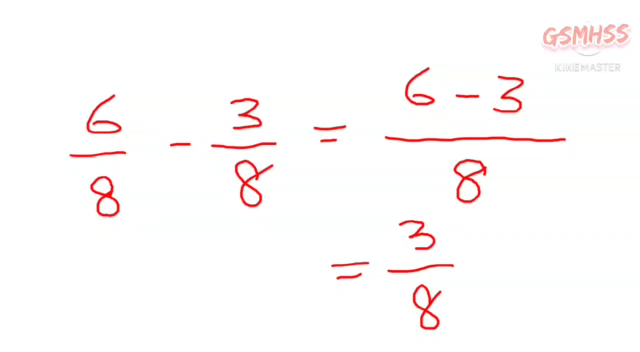 GSMHSS
KINEMASTER
6/8 - 3/8 = (6 - 3)/8
= 3/8